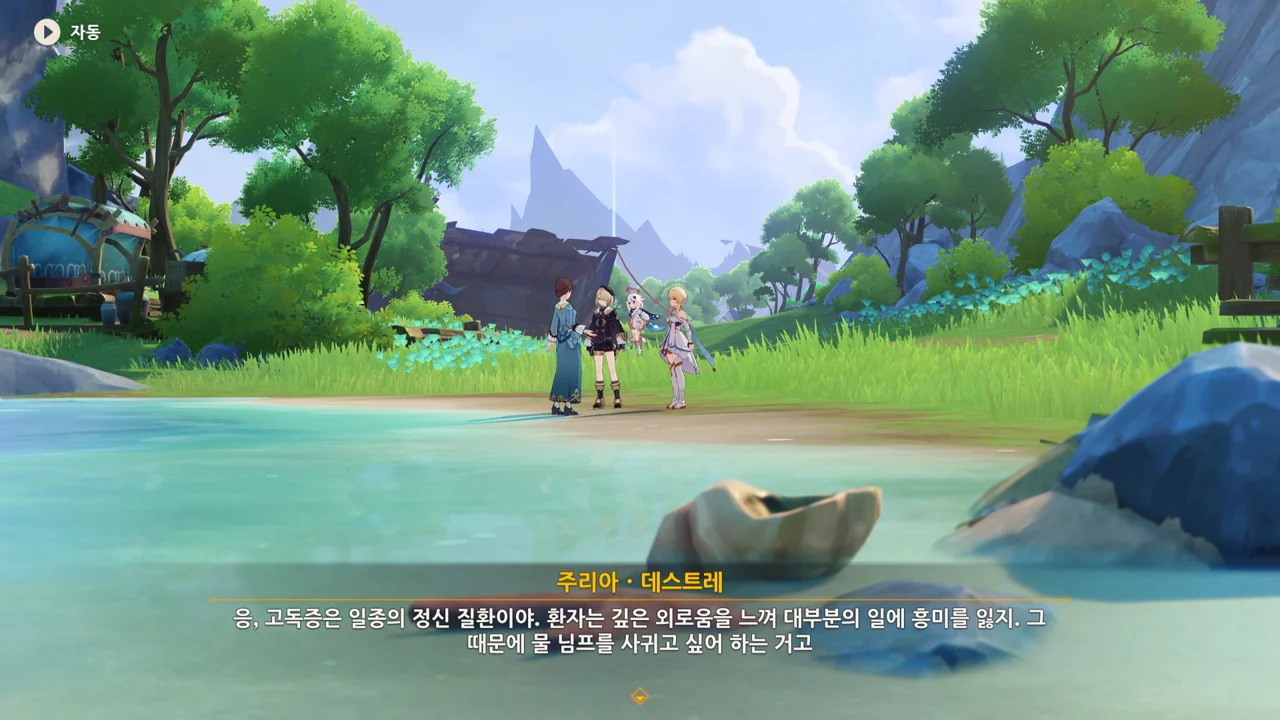 자동
주리아 · 데스트레
응, 고독증은 일종의 정신 질환이야. 환자는 깊은 외로움을 느껴 대부분의 일에 흥미를 잃지. 그
때문에 물 님프를 사귀고 싶어 하는 거고